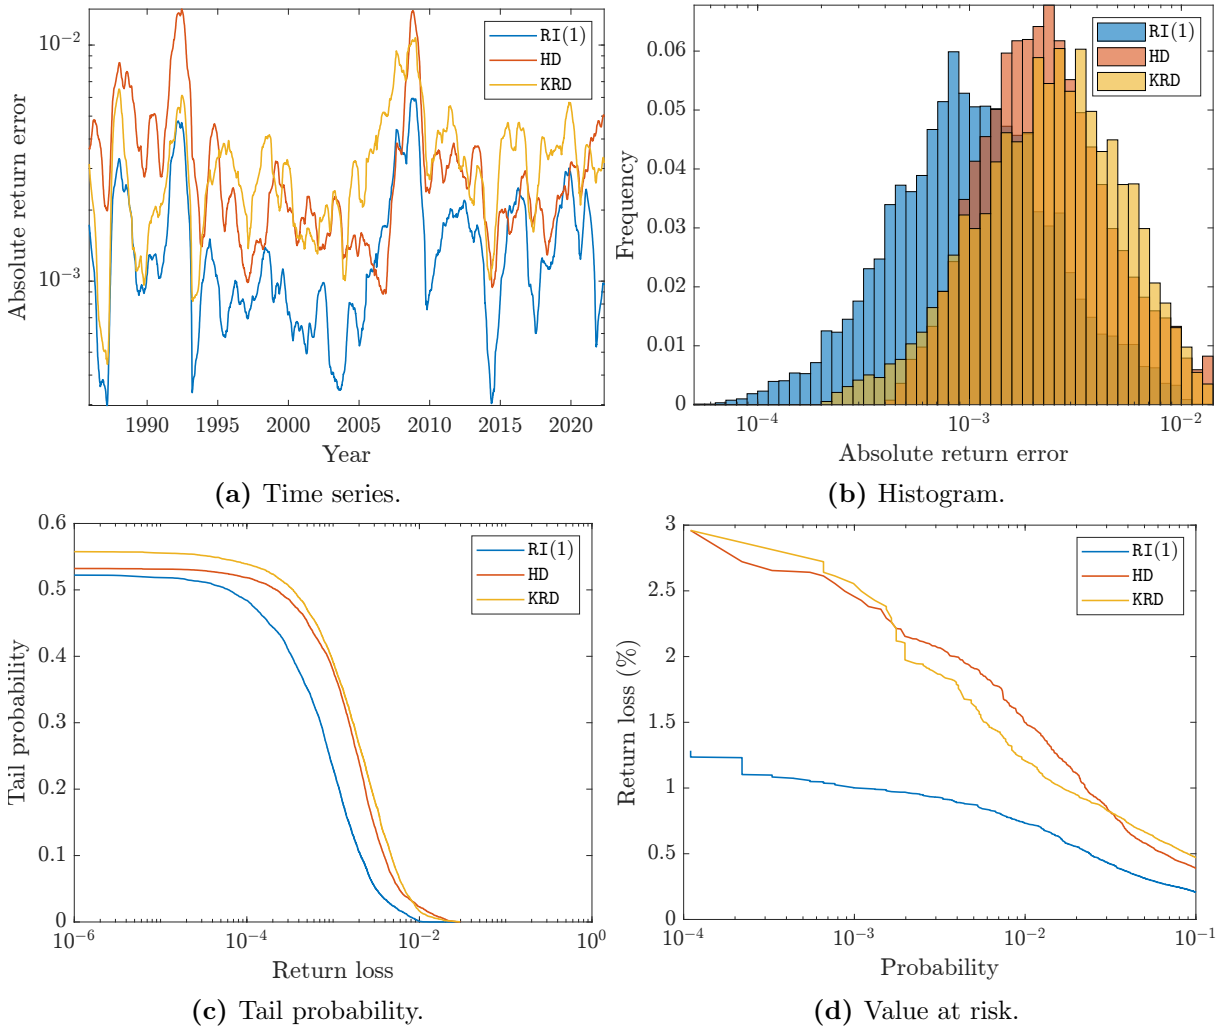 10⁻²
10⁻³
Absolute return error
RI(1)
HD
KRD
1990 1995 2000 2005 2010 2015 2020
Year
(a) Time series.
0.06
0.05
0.04
0.03
0.02
0.01
0
Frequency
RI(1)
HD
KRD
10⁻⁴ 10⁻³ 10⁻²
Absolute return error
(b) Histogram.
0.6
0.5
0.4
0.3
0.2
0.1
0
Tail probability
RI(1)
HD
KRD
10⁻⁶ 10⁻⁴ 10⁻² 10⁰
Return loss
(c) Tail probability.
3
2.5
2
1.5
1
0.5
0
Return loss (%)
RI(1)
HD
KRD
10⁻⁴ 10⁻³ 10⁻² 10⁻¹
Probability
(d) Value at risk.